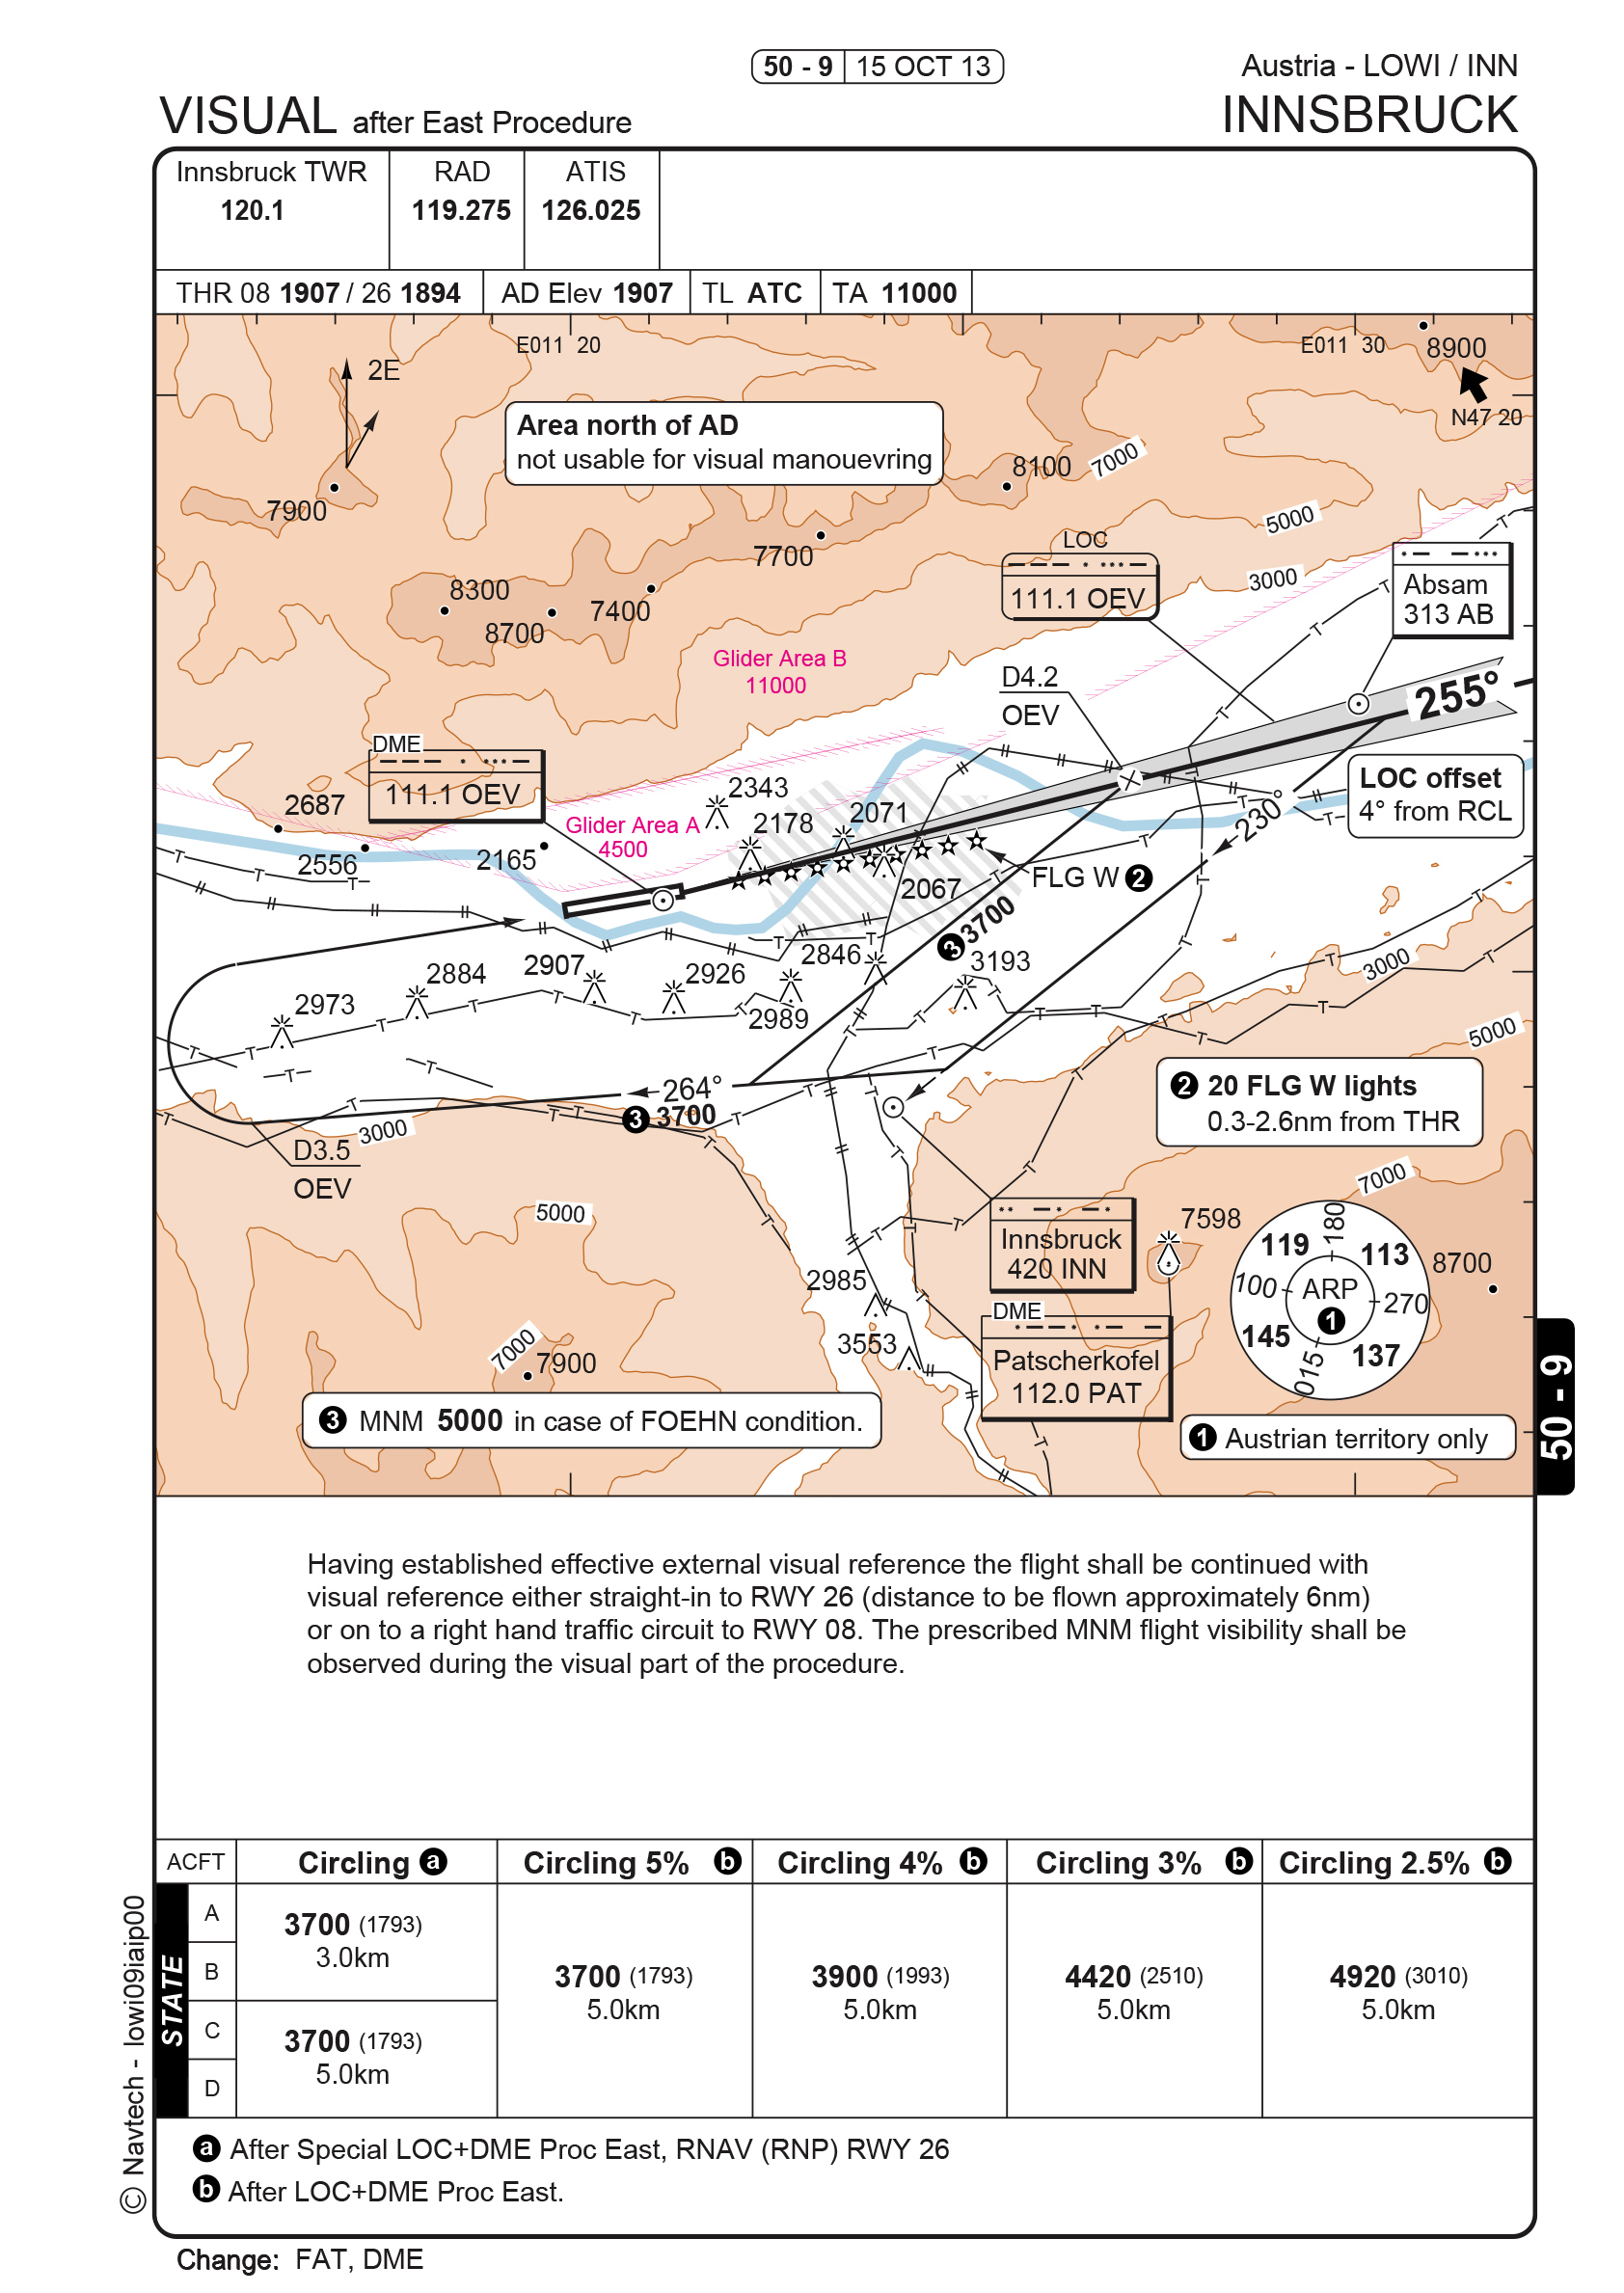 50 - 9 15 OCT 13
Austria - LOWI / INN
VISUAL after East Procedure
INNSBRUCK
Innsbruck TWR RAD ATIS
120.1 119.275 126.025
THR 08 1907 / 26 1894 AD Elev 1907 TL ATC TA 11000
E011 20
E011 30
8900
2E
N47 20
Area north of AD
not usable for visual manouevring
8100
7000
7900
5000
7700
LOC
111.1 OEV
3000
Absam
313 AB
8300
7400
8700
Glider Area B
11000
D4.2
OEV
255°
DME
111.1 OEV
LOC offset
4° from RCL
2343
2687
2071
230°
Glider Area A
4500
2178
2556
2165
FLG W 2
2067
3 3700
2846
3193
3000
2884
2907
2926
2973
2989
5000
264°
3 3700
2 20 FLG W lights
0.3-2.6nm from THR
3000
D3.5
OEV
7000
5000
Innsbruck
420 INN
7598
180
119 113
8700
100 ARP 270
1
145 137
015
2985
DME
Patscherkofel
112.0 PAT
3553
7000
7900
3 MNM 5000 in case of FOEHN condition.
1 Austrian territory only
50 - 9
Having established effective external visual reference the flight shall be continued with
visual reference either straight-in to RWY 26 (distance to be flown approximately 6nm)
or on to a right hand traffic circuit to RWY 08. The prescribed MNM flight visibility shall be
observed during the visual part of the procedure.
ACFT Circling a Circling 5% b Circling 4% b Circling 3% b Circling 2.5% b
STATE
A
B
C
D
3700 (1793)
3.0km
3700 (1793)
5.0km
3700 (1793)
5.0km
3900 (1993)
5.0km
4420 (2510)
5.0km
4920 (3010)
5.0km
a After Special LOC+DME Proc East, RNAV (RNP) RWY 26
b After LOC+DME Proc East.
© Navtech - lowi09iaip00
Change: FAT, DME